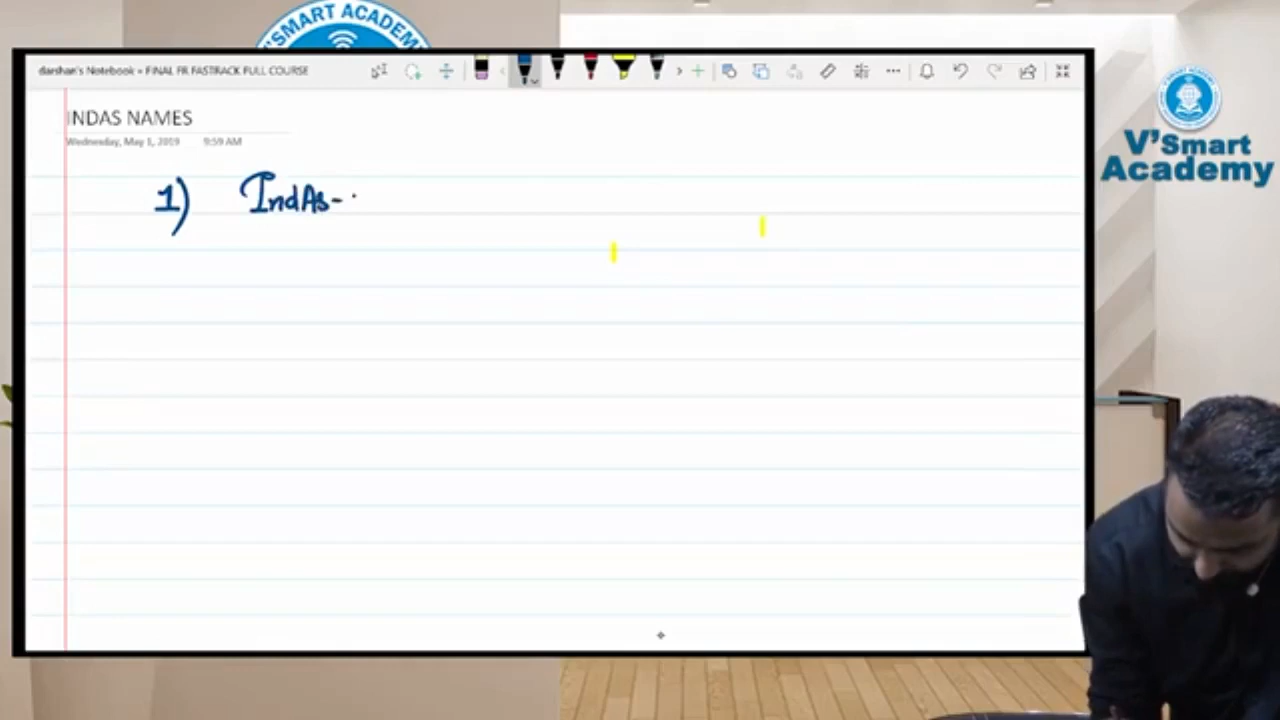 V'SMART ACADEMY
darshan's Notebook » FINAL FR FASTRACK FULL COURSE
INDAS NAMES
Wednesday, May 1, 2019 9:59 AM
1) IndAs-
V'Smart
Academy